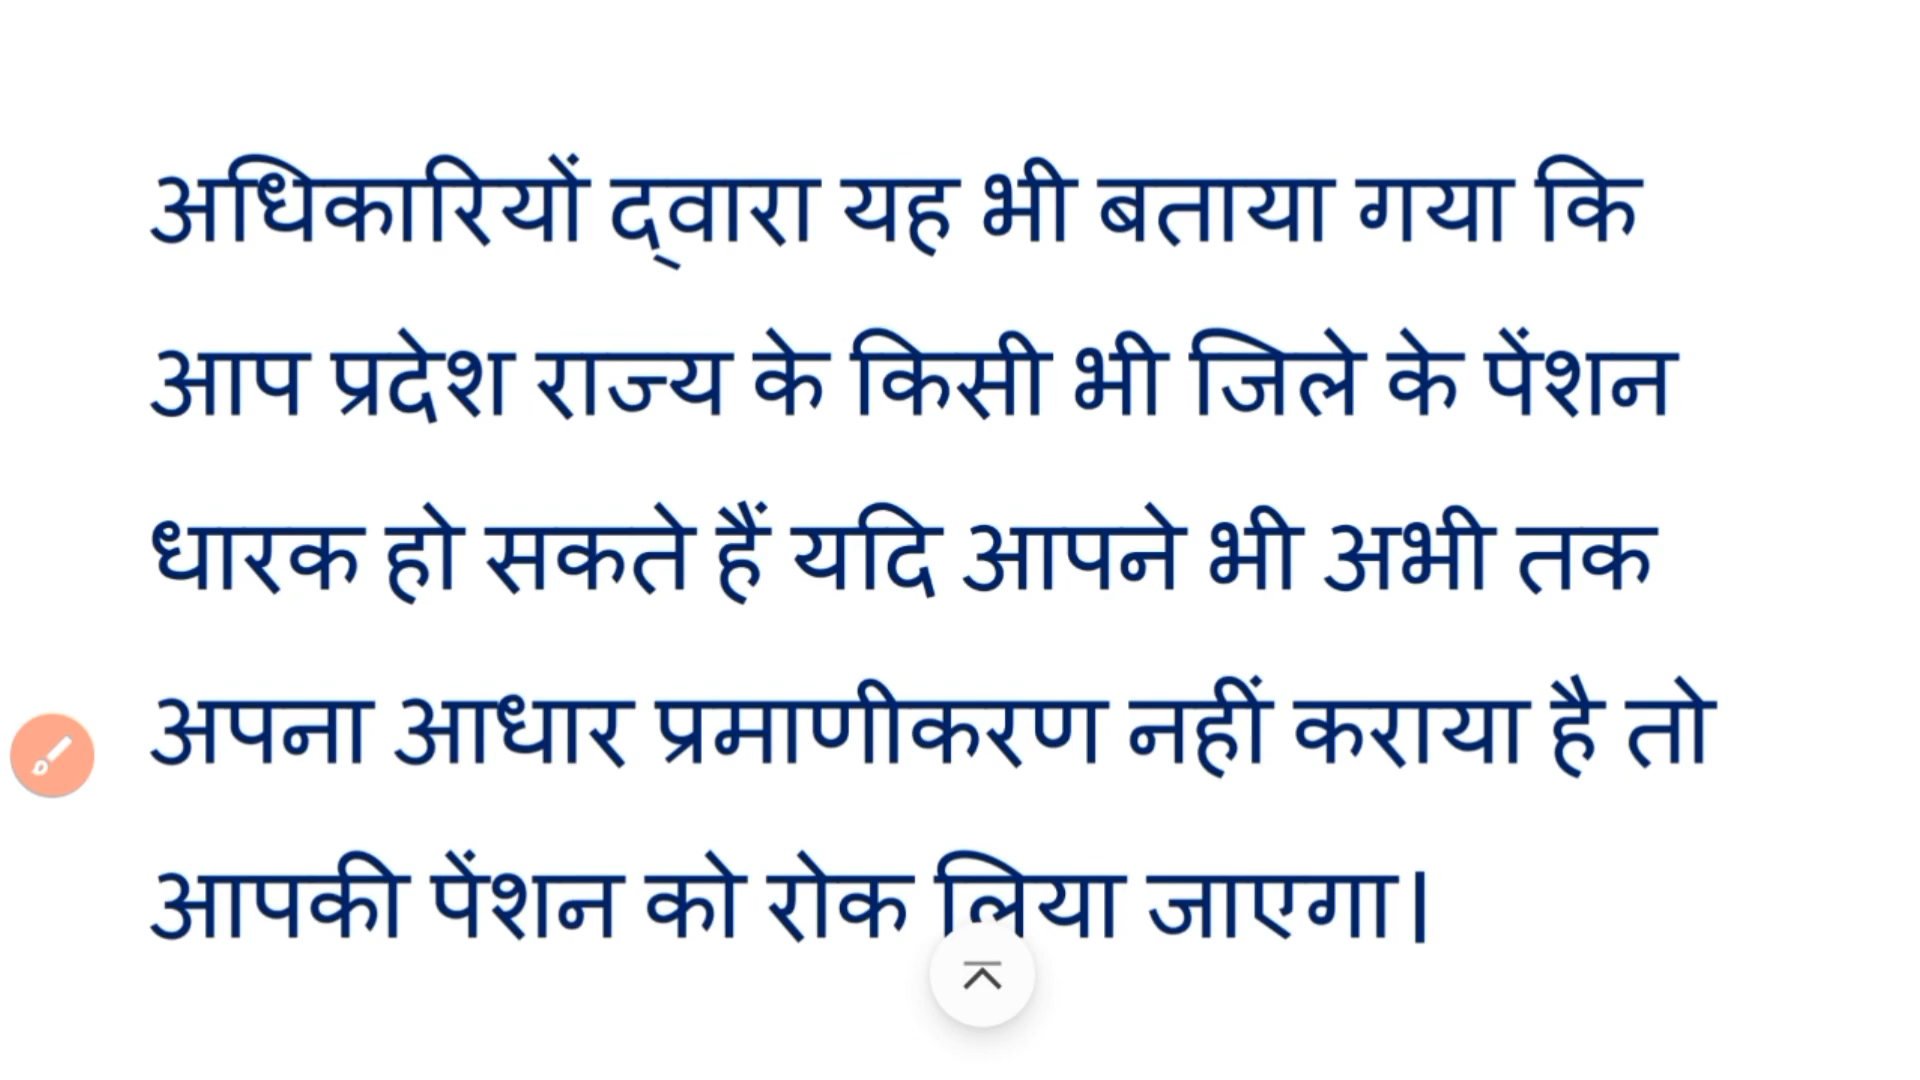 अधिकारियों द्वारा यह भी बताया गया कि
आप प्रदेश राज्य के किसी भी जिले के पेंशन
धारक हो सकते हैं यदि आपने भी अभी तक
अपना आधार प्रमाणीकरण नहीं कराया है तो
आपकी पेंशन को रोक लिया जाएगा।